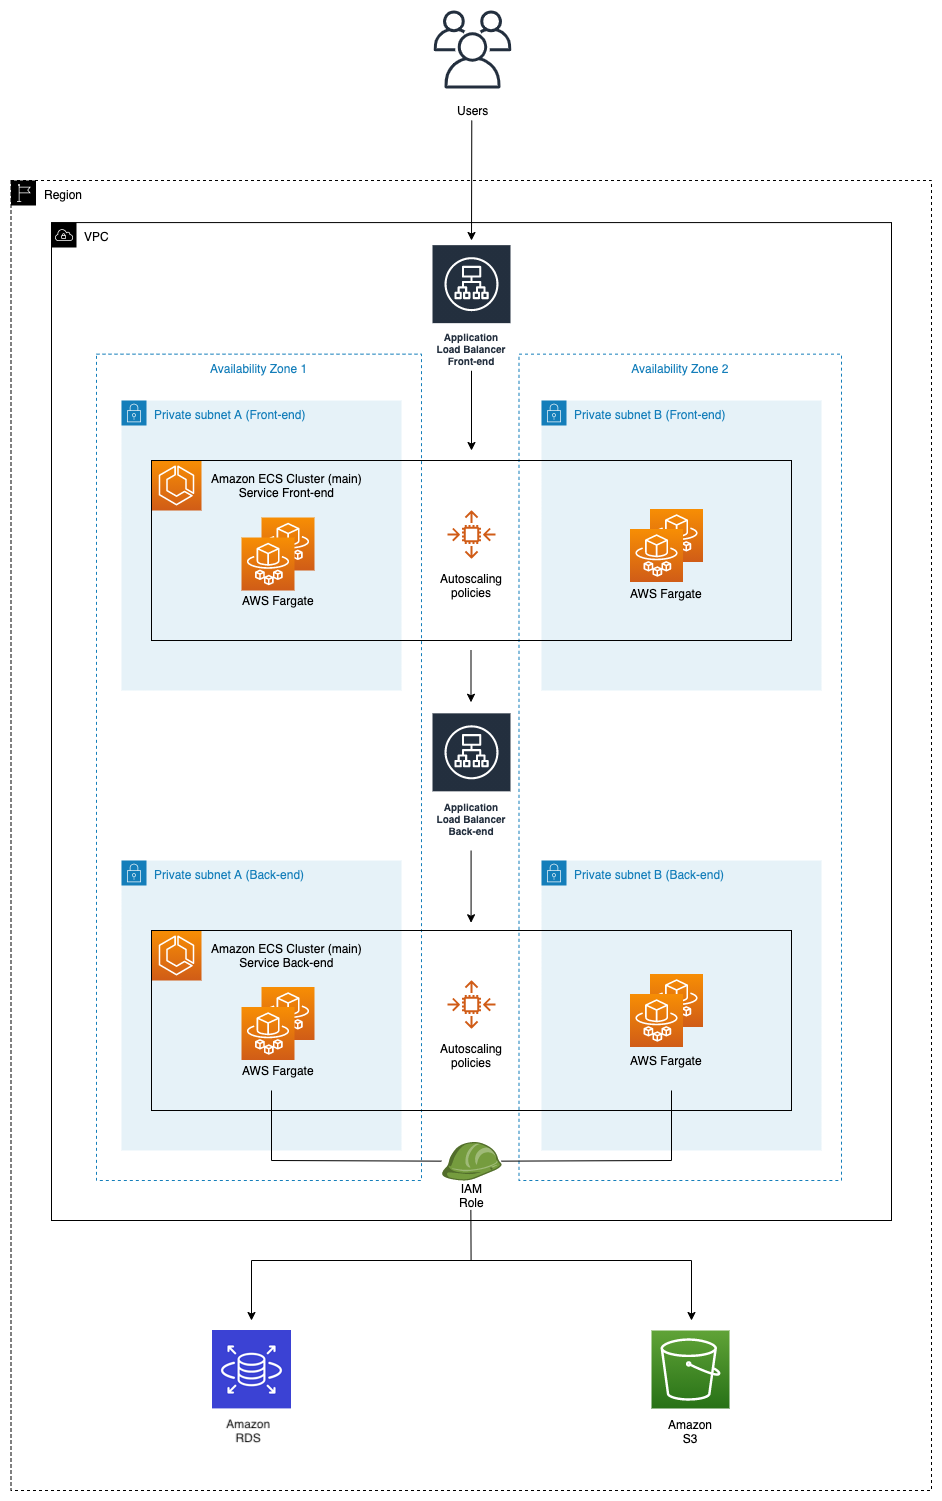 Users
Region
VPC
Application
Load Balancer
Front-end
Availability Zone 1
Availability Zone 2
Private subnet A (Front-end)
Private subnet B (Front-end)
Amazon ECS Cluster (main)
Service Front-end
AWS Fargate
Autoscaling
policies
AWS Fargate
Application
Load Balancer
Back-end
Private subnet A (Back-end)
Private subnet B (Back-end)
Amazon ECS Cluster (main)
Service Back-end
AWS Fargate
Autoscaling
policies
AWS Fargate
IAM
Role
Amazon
RDS
Amazon
S3